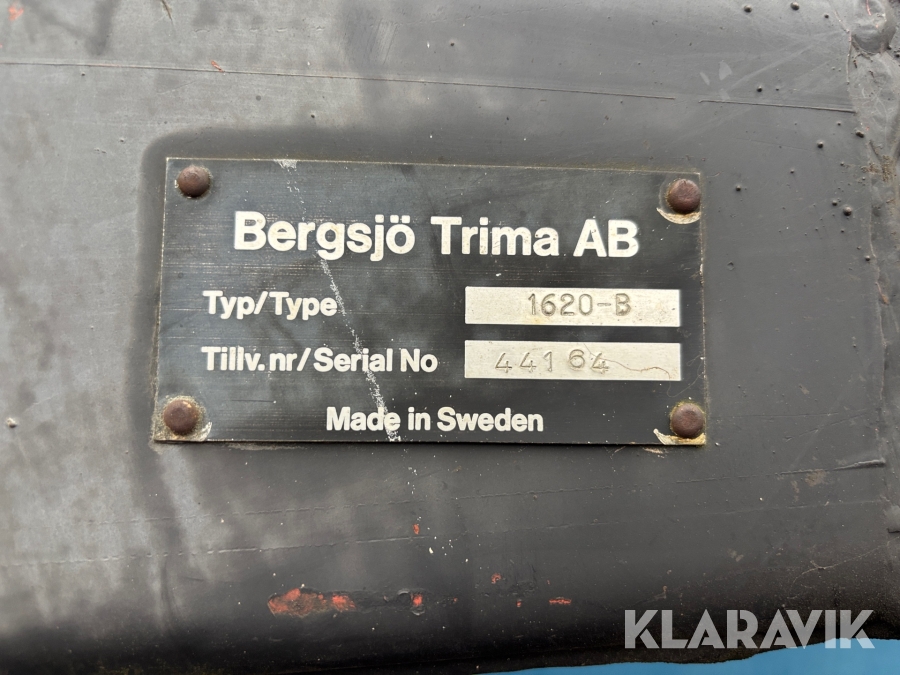 Bergsjö Trima AB
Typ/Type 1620-B
Tillv.nr/Serial No 44164
Made in Sweden
KLARAVIK